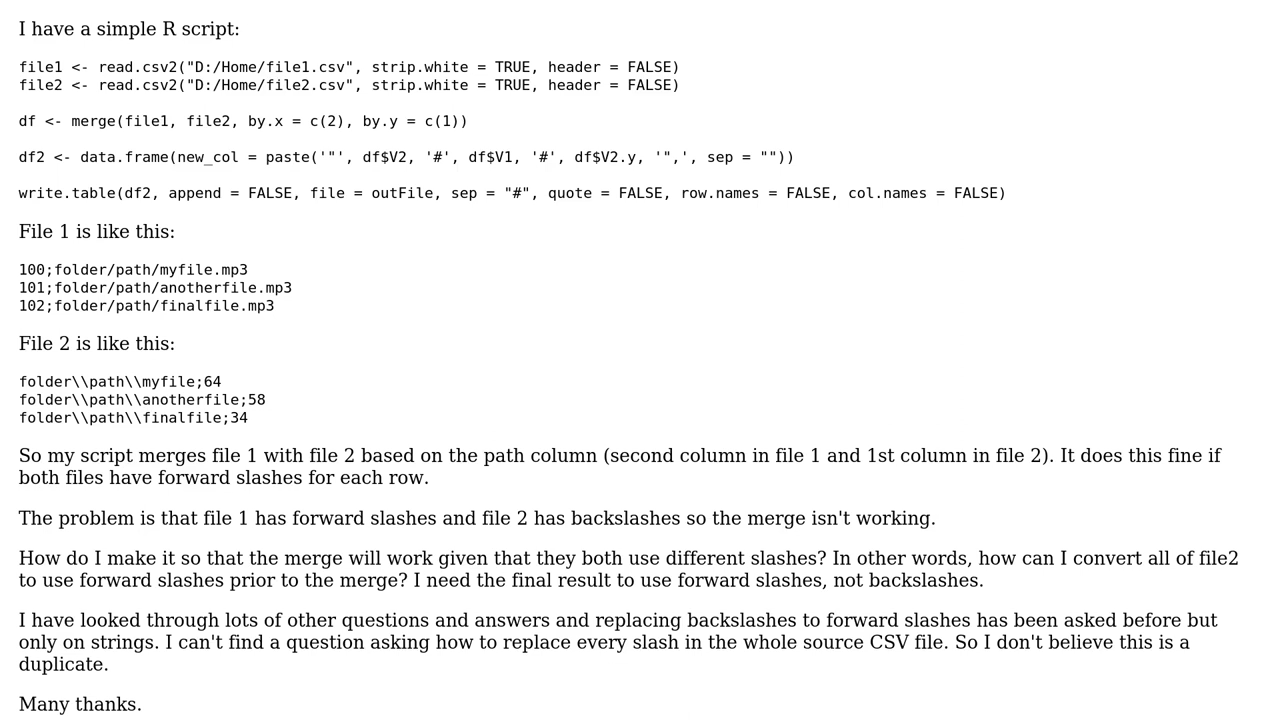 I have a simple R script:
file1 <- read.csv2("D:/Home/file1.csv", strip.white = TRUE, header = FALSE)
file2 <- read.csv2("D:/Home/file2.csv", strip.white = TRUE, header = FALSE)
df <- merge(file1, file2, by.x = c(2), by.y = c(1))
df2 <- data.frame(new_col = paste('"', df$V2, '#', df$V1, '#', df$V2.y, '",', sep = ""))
write.table(df2, append = FALSE, file = outFile, sep = "#", quote = FALSE, row.names = FALSE, col.names = FALSE)
File 1 is like this:
100;folder/path/myfile.mp3
101;folder/path/anotherfile.mp3
102;folder/path/finalfile.mp3
File 2 is like this:
folder\\path\\myfile;64
folder\\path\\anotherfile;58
folder\\path\\finalfile;34
So my script merges file 1 with file 2 based on the path column (second column in file 1 and 1st column in file 2). It does this fine if
both files have forward slashes for each row.
The problem is that file 1 has forward slashes and file 2 has backslashes so the merge isn't working.
How do I make it so that the merge will work given that they both use different slashes? In other words, how can I convert all of file2
to use forward slashes prior to the merge? I need the final result to use forward slashes, not backslashes.
I have looked through lots of other questions and answers and replacing backslashes to forward slashes has been asked before but
only on strings. I can't find a question asking how to replace every slash in the whole source CSV file. So I don't believe this is a
duplicate.
Many thanks.